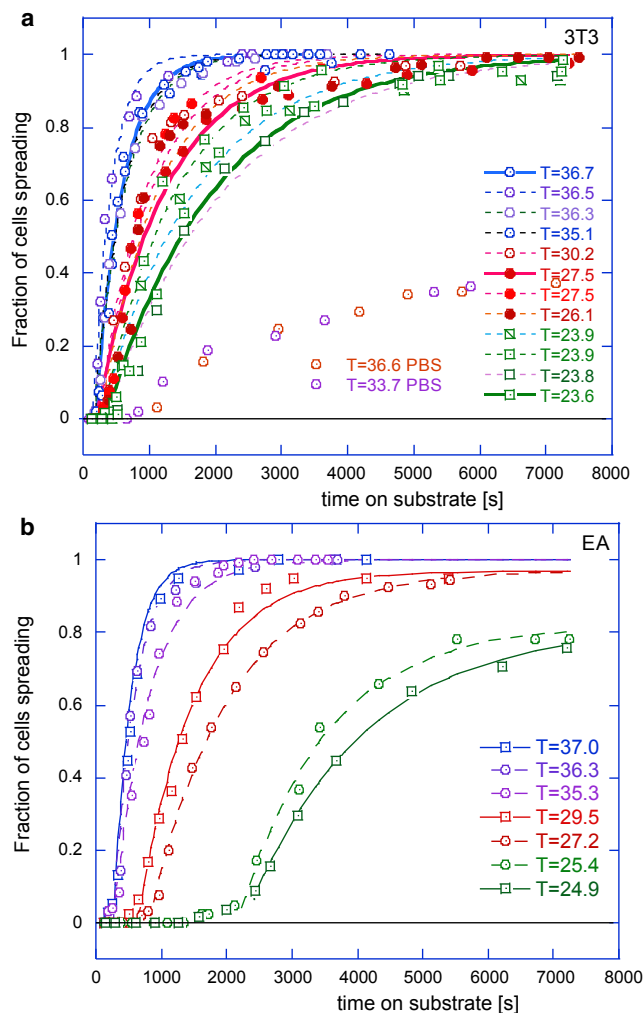 a
3T3
1
0.8
0.6
0.4
0.2
0
Fraction of cells spreading
T=36.7
T=36.5
T=36.3
T=35.1
T=30.2
T=27.5
T=27.5
T=26.1
T=23.9
T=23.9
T=23.8
T=23.6
T=36.6 PBS
T=33.7 PBS
0 1000 2000 3000 4000 5000 6000 7000 8000
time on substrate [s]
b
EA
1
0.8
0.6
0.4
0.2
0
Fraction of cells spreading
T=37.0
T=36.3
T=35.3
T=29.5
T=27.2
T=25.4
T=24.9
0 1000 2000 3000 4000 5000 6000 7000 8000
time on substrate [s]